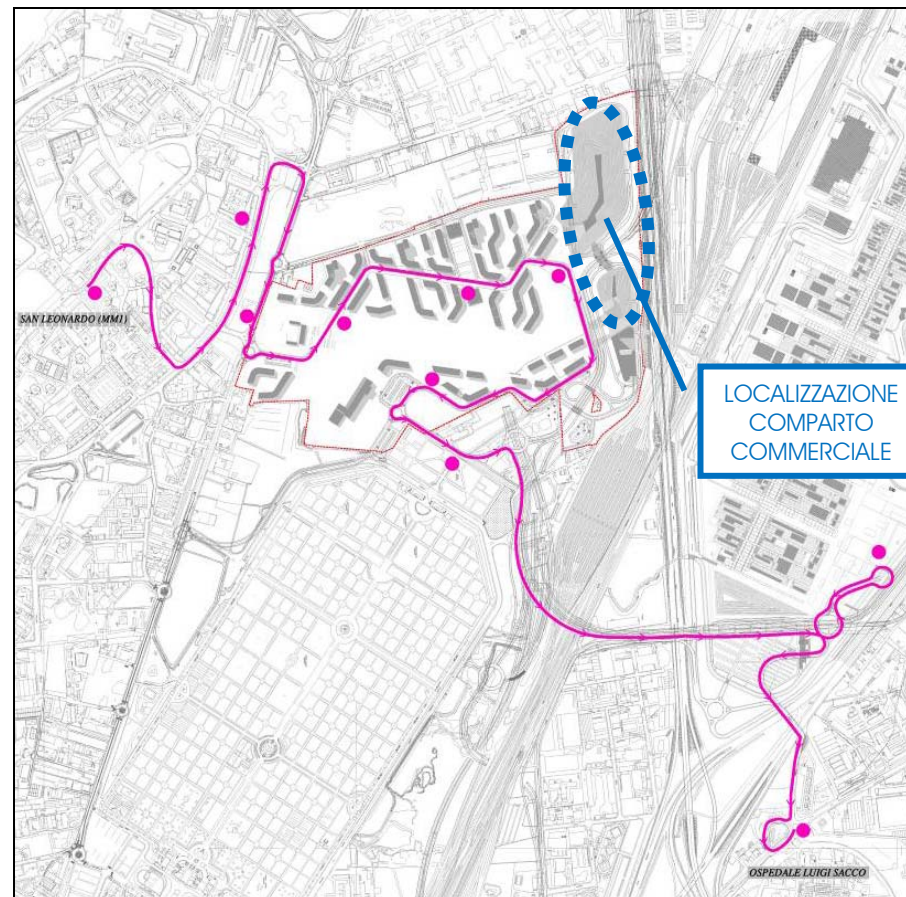 SAN LEONARDO (MM1)
LOCALIZZAZIONE
COMPARTO
COMMERCIALE
OSPEDALE LUIGI SACCO